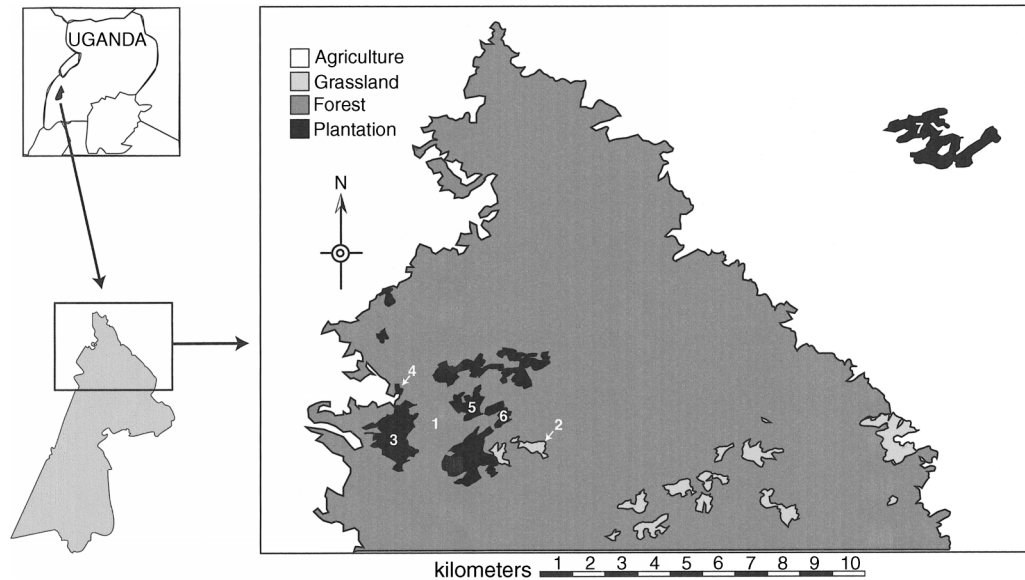 UGANDA
Agriculture
Grassland
Forest
Plantation
N
7
4
5
1
6
2
3
kilometers 1 2 3 4 5 6 7 8 9 10